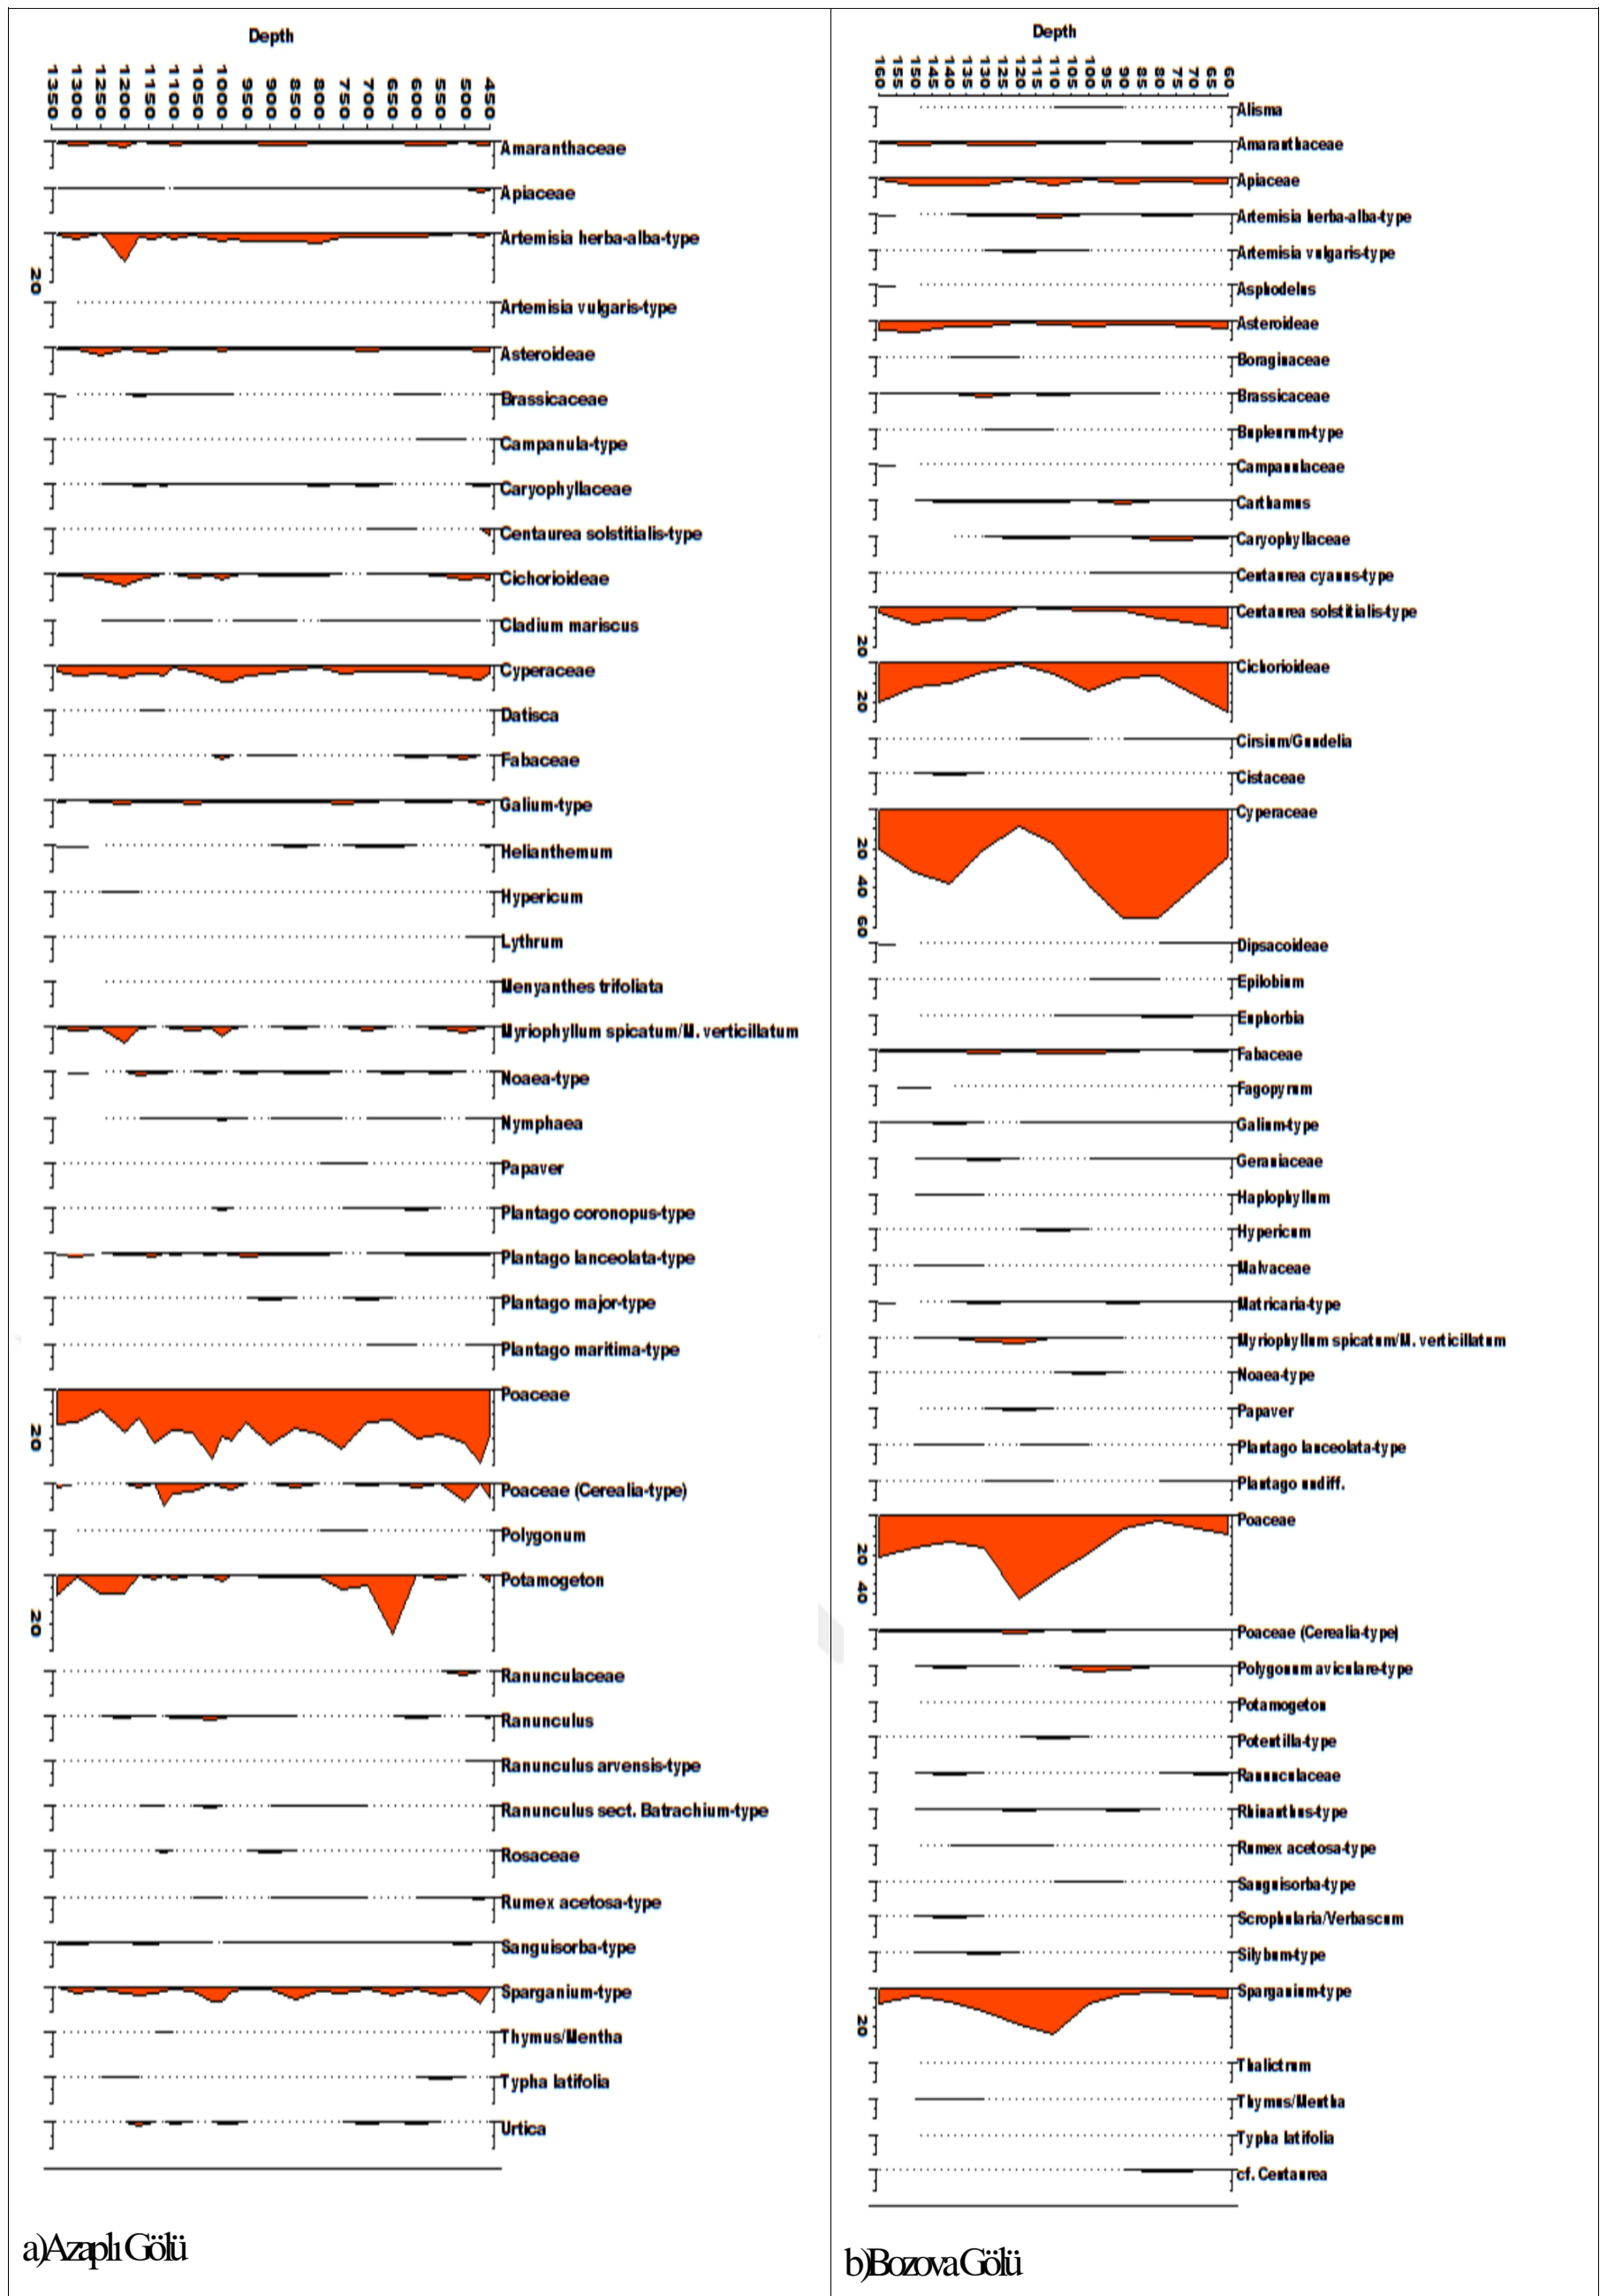 Depth
1350 1300 1250 1200 1150 1100 1050 1000 950 900 850 800 750 700 650 600 550 500 450
Amaranthaceae
Apiaceae
Artemisia herba-alba-type
20
Artemisia vulgaris-type
Asteroideae
Brassicaceae
Campanula-type
Caryophyllaceae
Centaurea solstitialis-type
Cichorioideae
Cladium mariscus
Cyperaceae
Datisca
Fabaceae
Galium-type
Helianthemum
Hypericum
Lythrum
Menyanthes trifoliata
Myriophyllum spicatum/M. verticillatum
Noaea-type
Nymphaea
Papaver
Plantago coronopus-type
Plantago lanceolata-type
Plantago major-type
Plantago maritima-type
Poaceae
20
Poaceae (Cerealia-type)
Polygonum
Potamogeton
20
Ranunculaceae
Ranunculus
Ranunculus arvensis-type
Ranunculus sect. Batrachium-type
Rosaceae
Rumex acetosa-type
Sanguisorba-type
Sparganium-type
Thymus/Mentha
Typha latifolia
Urtica
a)Azaplı Gölü
Depth
160 155 150 145 140 135 130 125 120 115 110 105 100 95 90 85 80 75 70 65 60
Alisma
Amaranthaceae
Apiaceae
Artemisia herba-alba-type
Artemisia vulgaris-type
Asphodelus
Asteroideae
Boraginaceae
Brassicaceae
Bupleurum-type
Campanulaceae
Carthamus
Caryophyllaceae
Centaurea cyanus-type
Centaurea solstitialis-type
20
Cichorioideae
20
Cirsium/Gundelia
Cistaceae
Cyperaceae
20 40 60
Dipsacoideae
Epilobium
Euphorbia
Fabaceae
Fagopyrum
Galium-type
Geraniaceae
Haplophyllum
Hypericum
Malvaceae
Matricaria-type
Myriophyllum spicatum/M. verticillatum
Noaea-type
Papaver
Plantago lanceolata-type
Plantago undiff.
Poaceae
20 40
Poaceae (Cerealia-type)
Polygonum aviculare-type
Potamogeton
Potentilla-type
Ranunculaceae
Rhinanthus-type
Rumex acetosa-type
Sanguisorba-type
Scrophularia/Verbascum
Silybum-type
Sparganium-type
20
Thalictrum
Thymus/Mentha
Typha latifolia
cf. Centaurea
b)Bozova Gölü